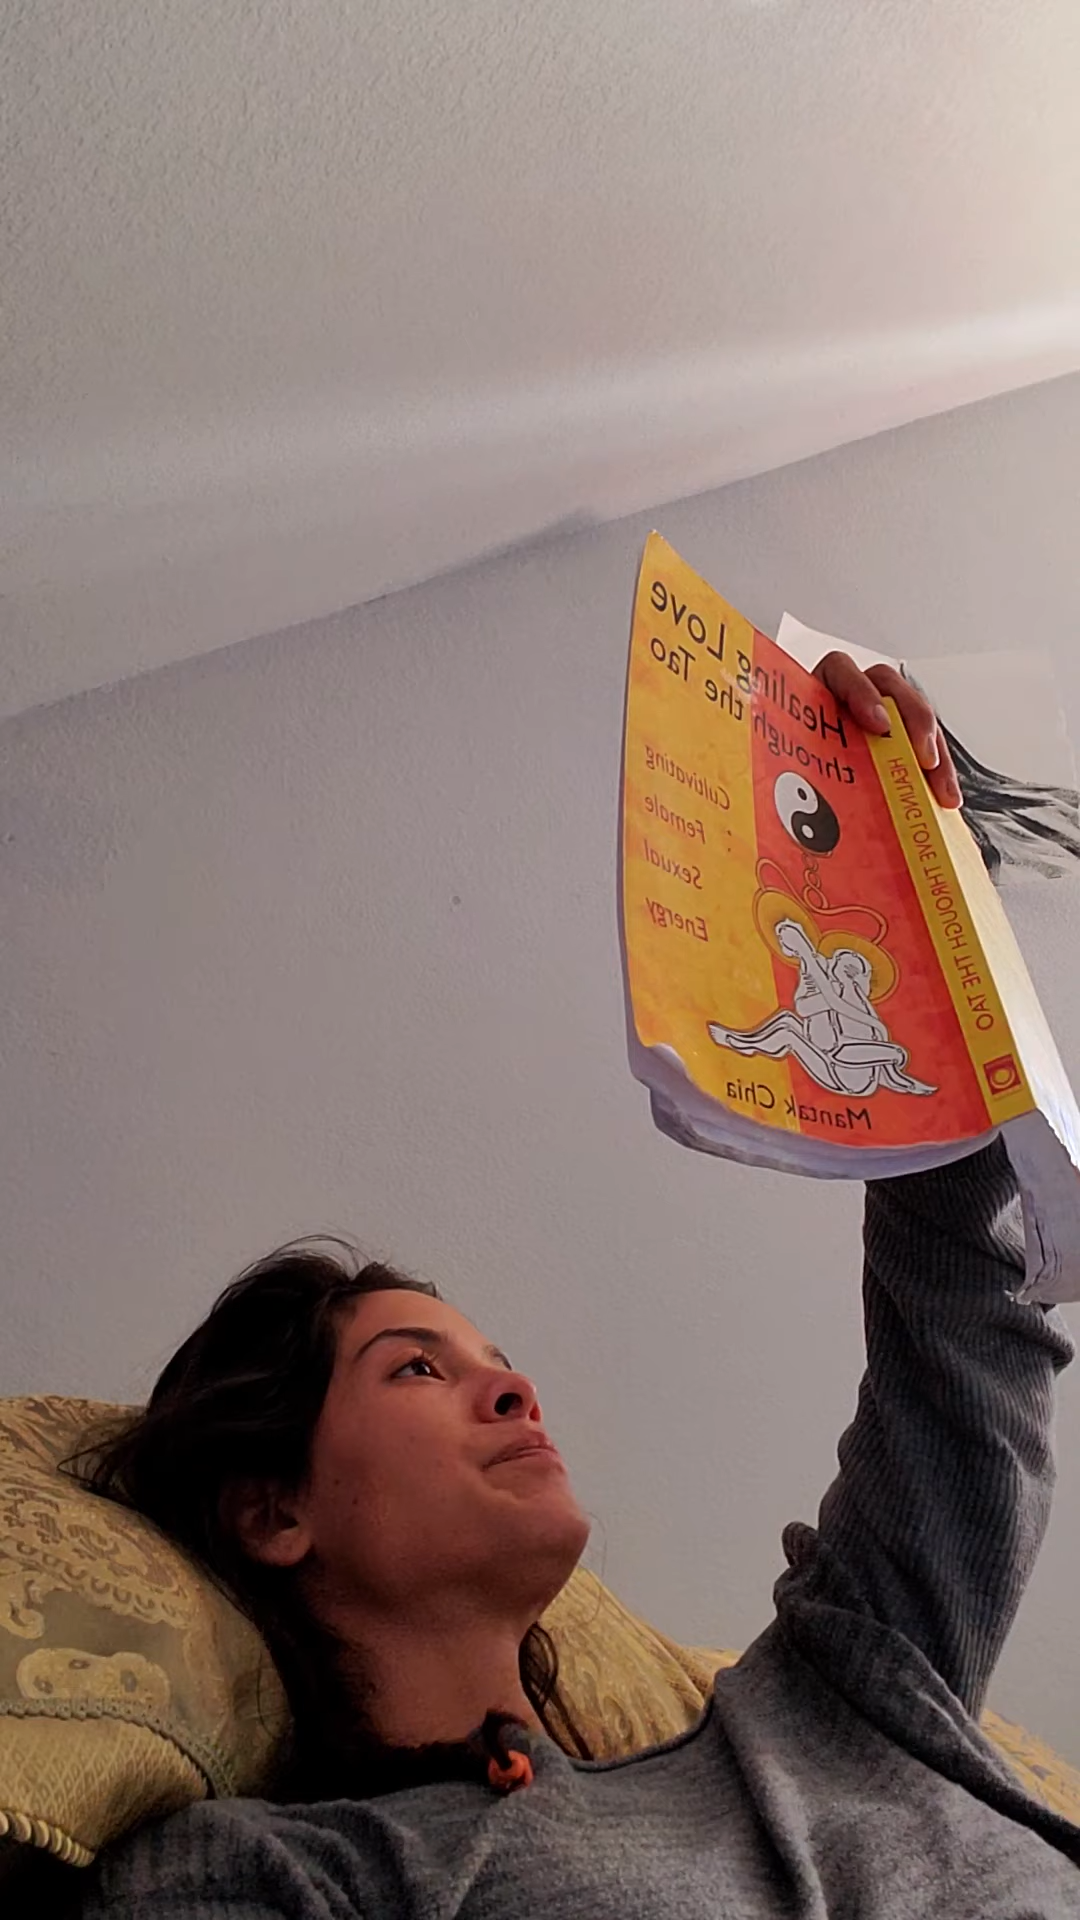 Healing Love
through the Tao
Cultivating
Female
Sexual
Energy
Mantak Chia
HEALING LOVE THROUGH THE TAO